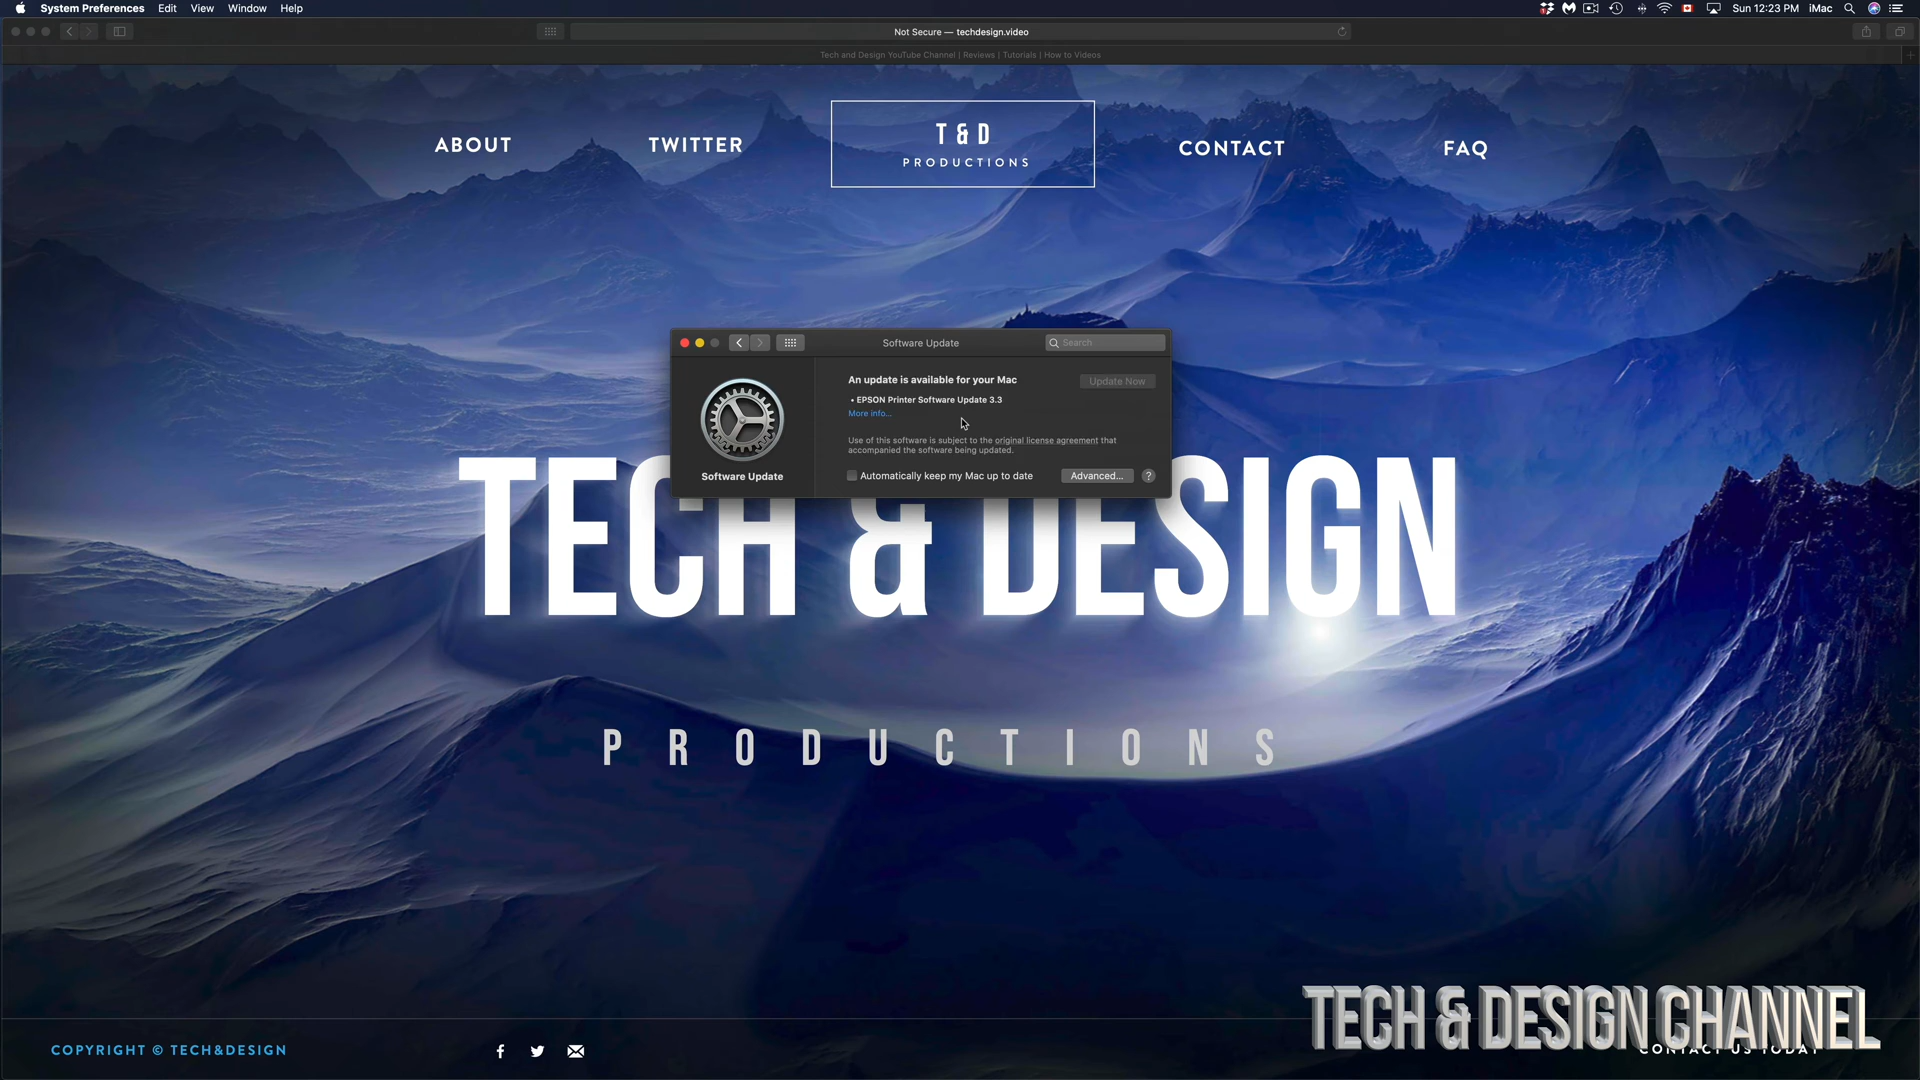 System Preferences Edit View Window Help
Sun 12:23 PM iMac
Not Secure — techdesign.video
Tech and Design YouTube Channel | Reviews | Tutorials | How to Videos
ABOUT TWITTER T & D CONTACT FAQ
PRODUCTIONS
Software Update
Search
An update is available for your Mac
Update Now
• EPSON Printer Software Update 3.3
More info...
Use of this software is subject to the original license agreement that
accompanied the software being updated.
Software Update
Automatically keep my Mac up to date
Advanced...
?
TECH & DESIGN
PRODUCTIONS
TECH & DESIGN CHANNEL
COPYRIGHT © TECH&DESIGN
CONTACT US TODAY